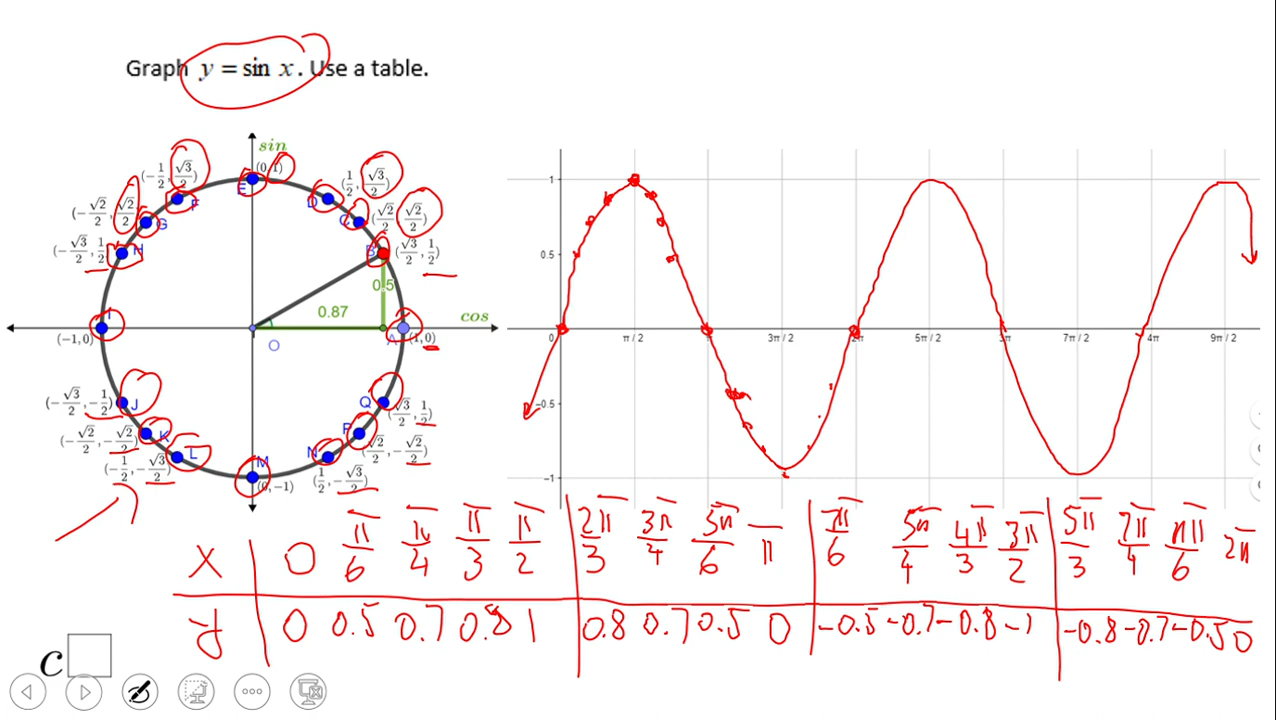 Graph y = sin x. Use a table.
sin
(0, 1)
E
(-1/2, √3/2)
F
(1/2, √3/2)
D
(-√2/2, √2/2)
G
(√2/2, √2/2)
C
(-√3/2, 1/2)
H
(√3/2, 1/2)
B
0.5
0.87
cos
I
(-1,0)
O
A
(1,0)
(-√3/2, -1/2)
J
Q
(√3/2, 1/2)
(-√2/2, -√2/2)
K
P
(√2/2, -√2/2)
(-1/2, -√3/2)
L
N
(1/2, -√3/2)
M
(0, -1)
1
0.5
0
π / 2
3π / 2
2π
5π / 2
3π
7π / 2
4π
9π / 2
-0.5
-1
x 0 π/6 π/4 π/3 π/2 2π/3 3π/4 5π/6 π 7π/6 5π/4 4π/3 3π/2 5π/3 7π/4 11π/6 2π
y 0 0.5 0.7 0.8 1 0.8 0.7 0.5 0 -0.5 -0.7 -0.8 -1 -0.8 -0.7 -0.5 0
c